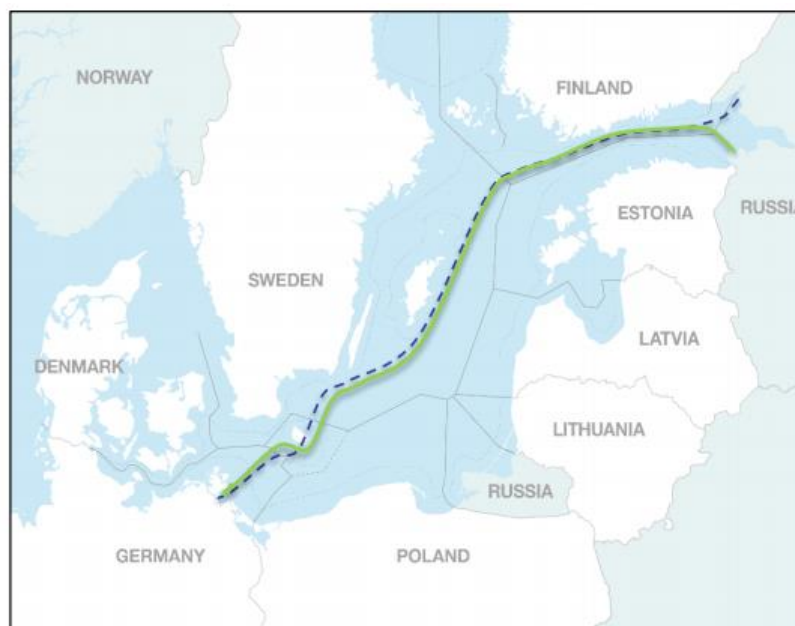 NORWAY
FINLAND
ESTONIA
RUSSIA
SWEDEN
LATVIA
DENMARK
LITHUANIA
RUSSIA
GERMANY
POLAND